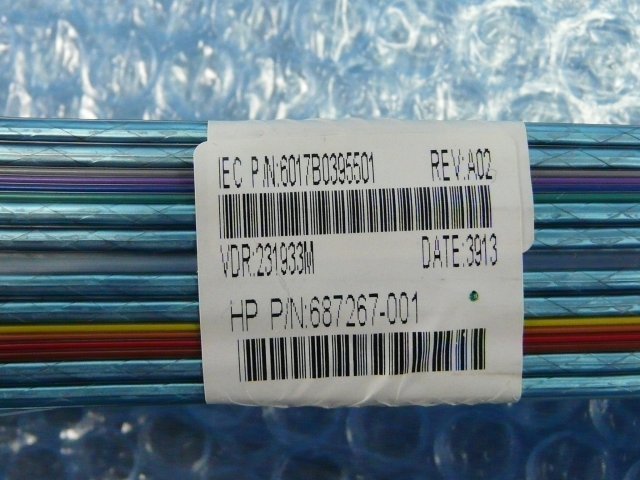 IEC P/N:6017B0395501 REV:A02
VDR:231933M DATE:3913
HP P/N:687267-001